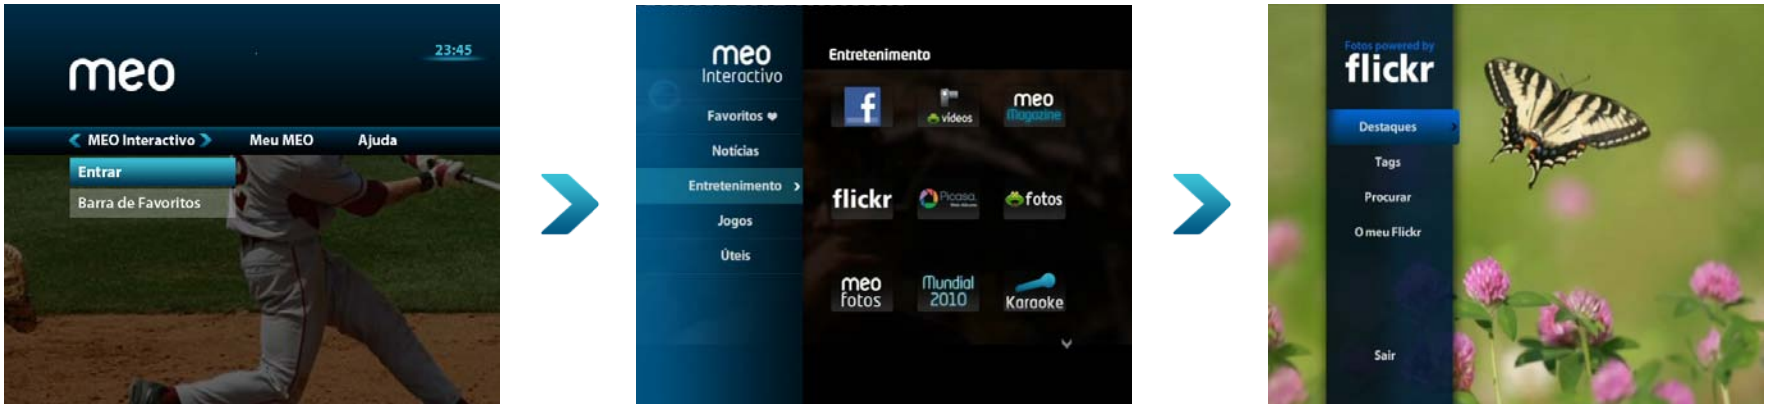 meo
23:45
MEO Interactivo
Meu MEO
Ajuda
Entrar
Barra de Favoritos
meo
Interactivo
Favoritos
Notícias
Entretenimento
Jogos
Úteis
Entretenimento
f
vídeos
meo
Magazine
flickr
Picasa
fotos
meo
fotos
Mundial
2010
Karaoke
Fotos powered by
flickr
Destaques
Tags
Procurar
O meu Flickr
Sair